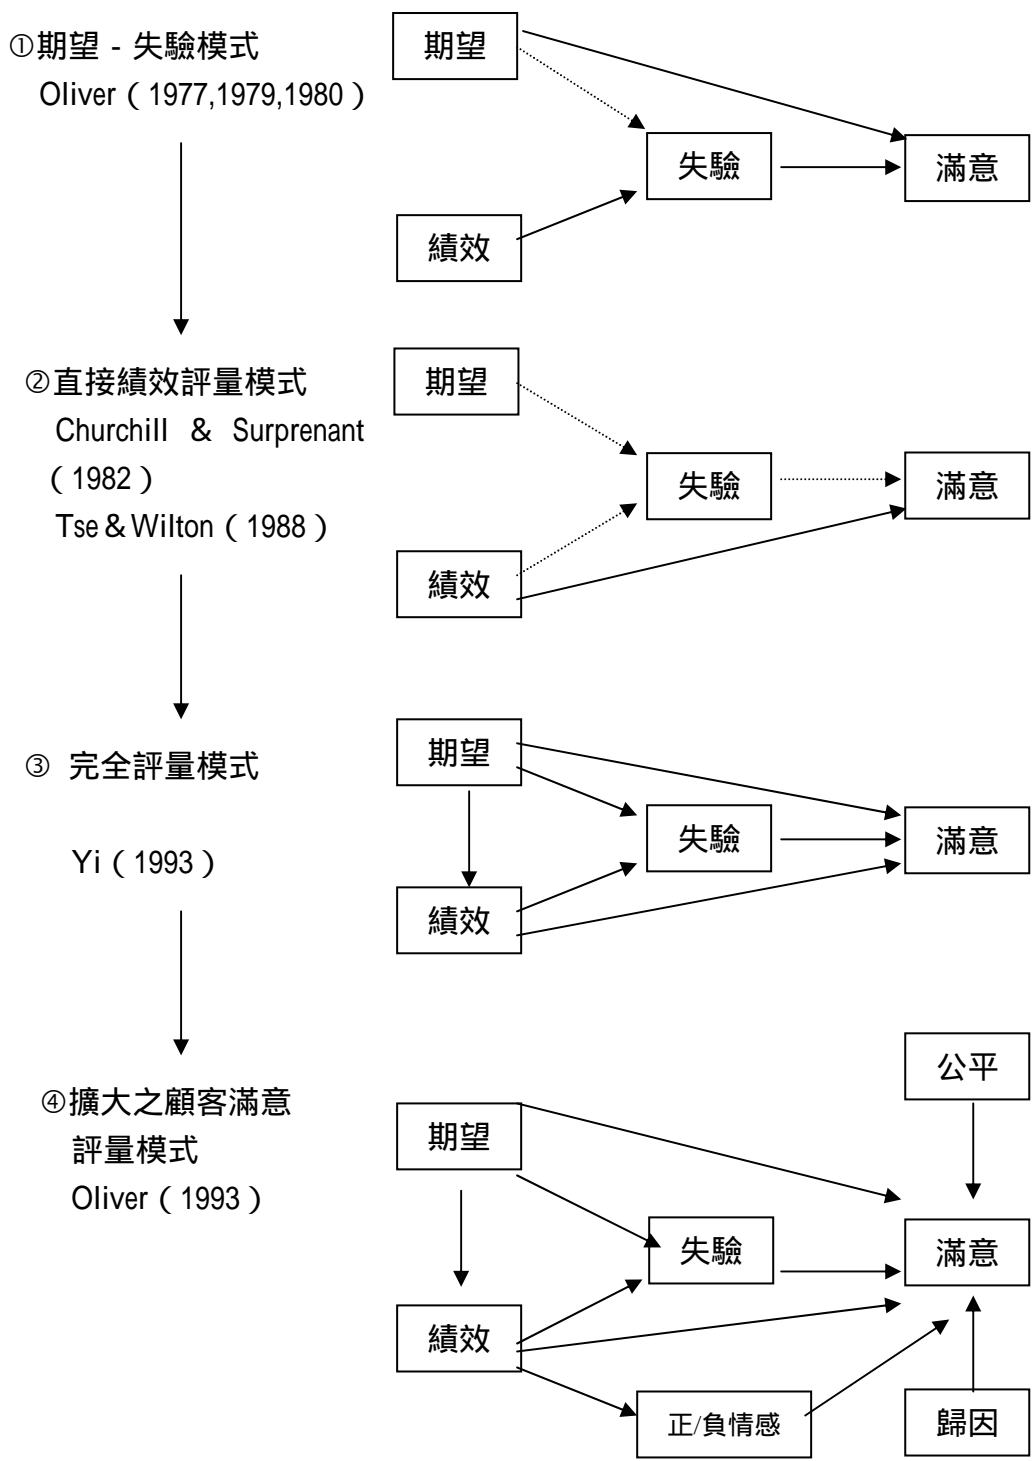 ①期望 - 失驗模式
Oliver（1977,1979,1980）
期望
失驗
滿意
績效
②直接績效評量模式
Churchill & Surprenant
（1982）
Tse & Wilton（1988）
期望
失驗
滿意
績效
③ 完全評量模式
Yi（1993）
期望
失驗
滿意
績效
④擴大之顧客滿意
評量模式
Oliver（1993）
公平
期望
失驗
滿意
績效
正/負情感
歸因